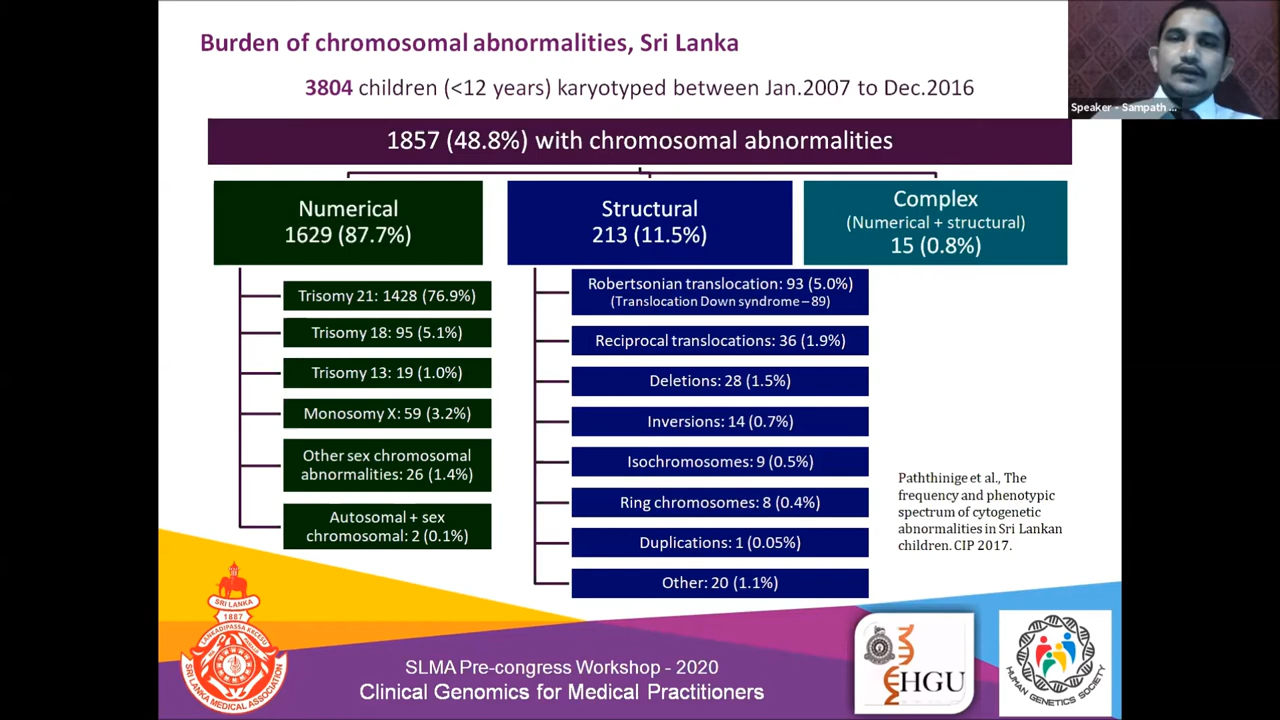 Burden of chromosomal abnormalities, Sri Lanka
3804 children (<12 years) karyotyped between Jan.2007 to Dec.2016
1857 (48.8%) with chromosomal abnormalities
Numerical
1629 (87.7%)
Trisomy 21: 1428 (76.9%)
Trisomy 18: 95 (5.1%)
Trisomy 13: 19 (1.0%)
Monosomy X: 59 (3.2%)
Other sex chromosomal
abnormalities: 26 (1.4%)
Autosomal + sex
chromosomal: 2 (0.1%)
Structural
213 (11.5%)
Robertsonian translocation: 93 (5.0%)
(Translocation Down syndrome – 89)
Reciprocal translocations: 36 (1.9%)
Deletions: 28 (1.5%)
Inversions: 14 (0.7%)
Isochromosomes: 9 (0.5%)
Ring chromosomes: 8 (0.4%)
Duplications: 1 (0.05%)
Other: 20 (1.1%)
Complex
(Numerical + structural)
15 (0.8%)
Paththinige et al., The
frequency and phenotypic
spectrum of cytogenetic
abnormalities in Sri Lankan
children. CIP 2017.
Speaker - Sampath ...
SRI LANKA
1887
SRI LANKA MEDICAL ASSOCIATION
SLMA Pre-congress Workshop - 2020
Clinical Genomics for Medical Practitioners
HGU
HUMAN GENETICS SOCIETY